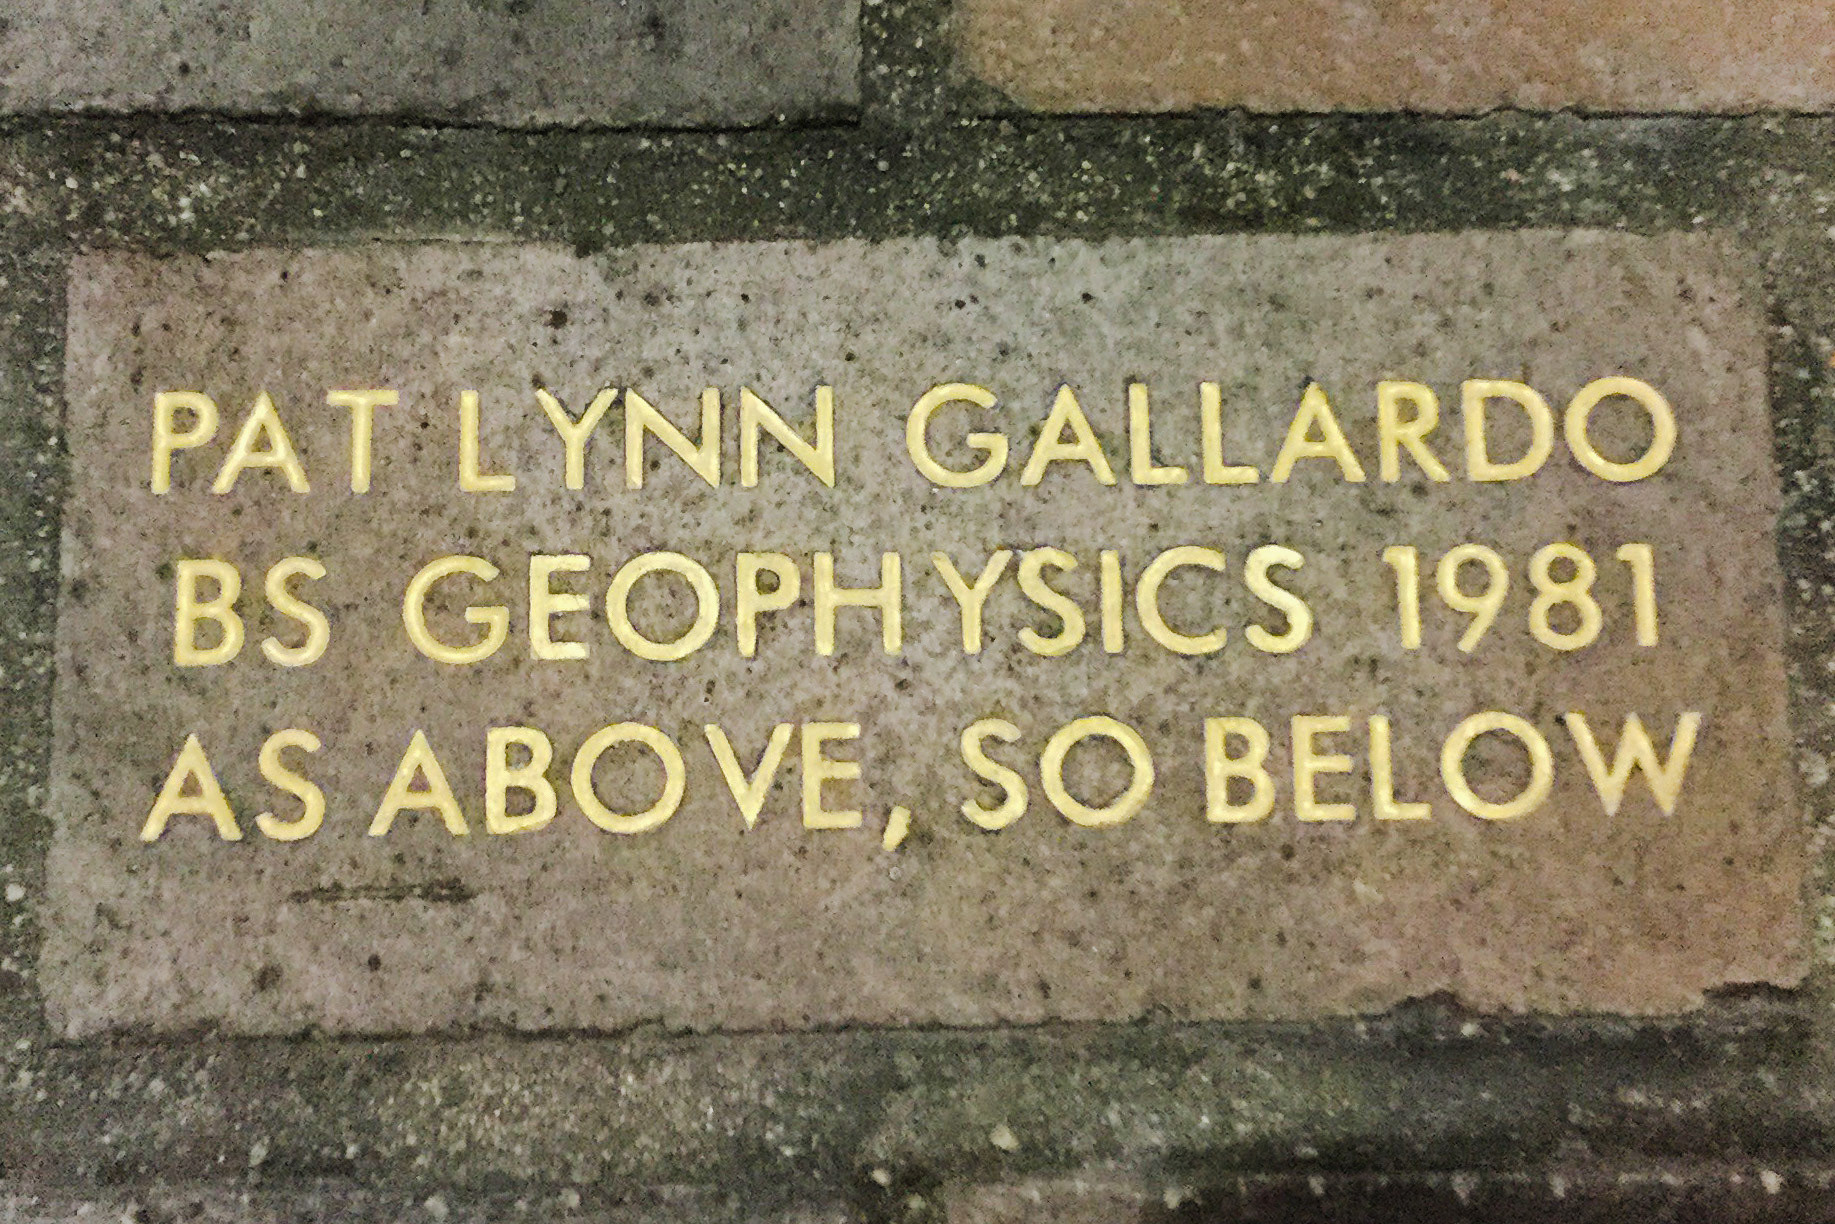 PAT LYNN GALLARDO
BS GEOPHYSICS 1981
AS ABOVE, SO BELOW